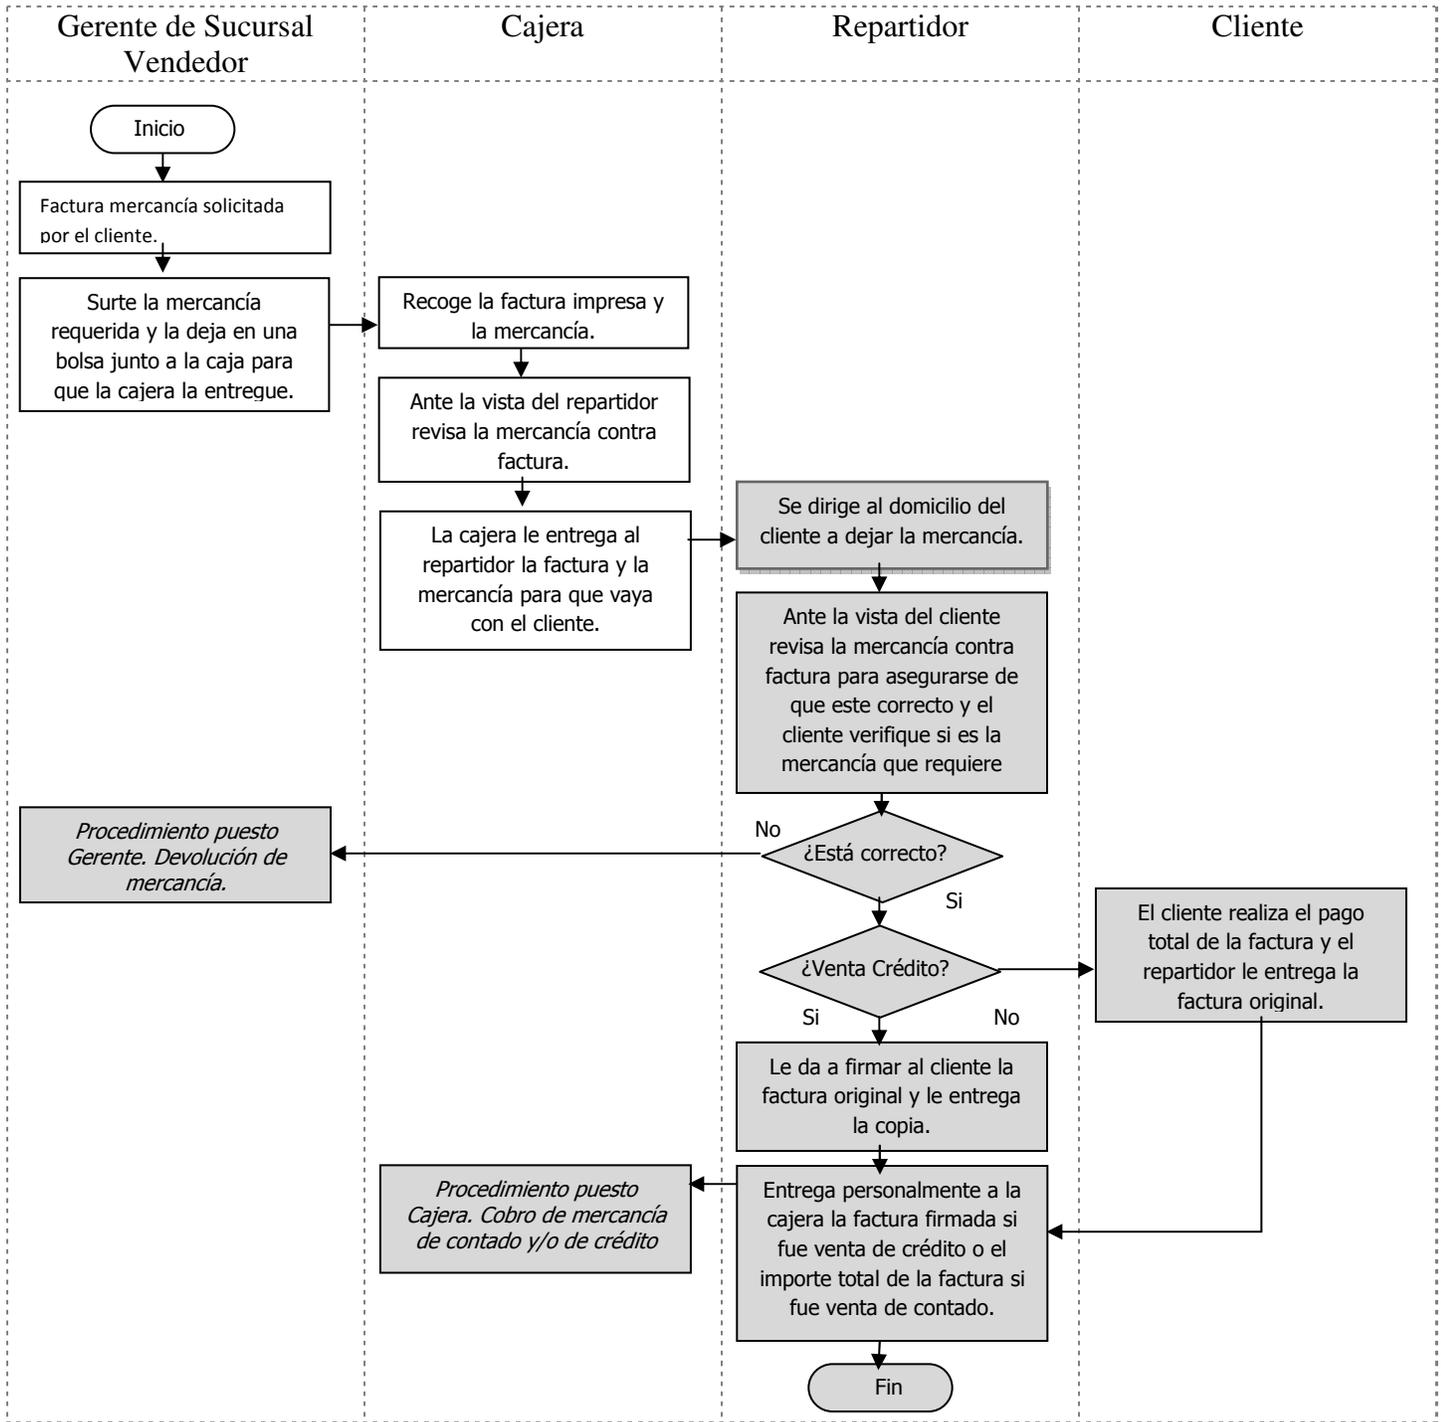 Gerente de Sucursal
Vendedor
Cajera
Repartidor
Cliente
Inicio
Factura mercancía solicitada
por el cliente.
Surte la mercancía
requerida y la deja en una
bolsa junto a la caja para
que la cajera la entregue.
Recoge la factura impresa y
la mercancía.
Ante la vista del repartidor
revisa la mercancía contra
factura.
La cajera le entrega al
repartidor la factura y la
mercancía para que vaya
con el cliente.
Se dirige al domicilio del
cliente a dejar la mercancía.
Ante la vista del cliente
revisa la mercancía contra
factura para asegurarse de
que este correcto y el
cliente verifique si es la
mercancía que requiere
¿Está correcto?
No
Procedimiento puesto
Gerente. Devolución de
mercancía.
Si
¿Venta Crédito?
El cliente realiza el pago
total de la factura y el
repartidor le entrega la
factura original.
Si
No
Le da a firmar al cliente la
factura original y le entrega
la copia.
Entrega personalmente a la
cajera la factura firmada si
fue venta de crédito o el
importe total de la factura si
fue venta de contado.
Procedimiento puesto
Cajera. Cobro de mercancía
de contado y/o de crédito
Fin